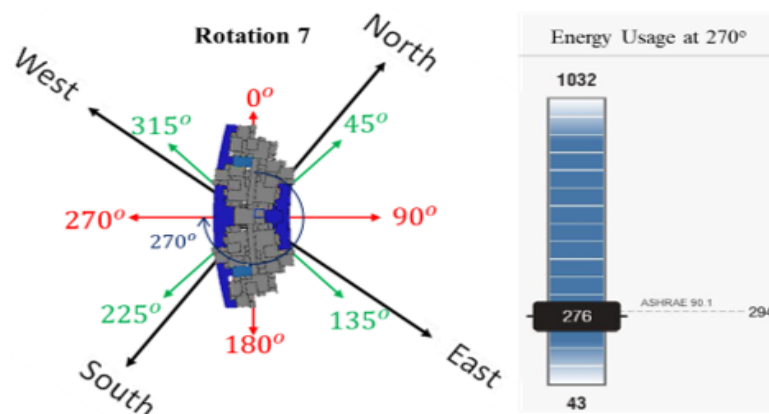 Rotation 7
North
West
0°
315°
45°
270°
90°
270°
225°
135°
180°
South
East
Energy Usage at 270°
1032
ASHRAE 90.1
294
276
43